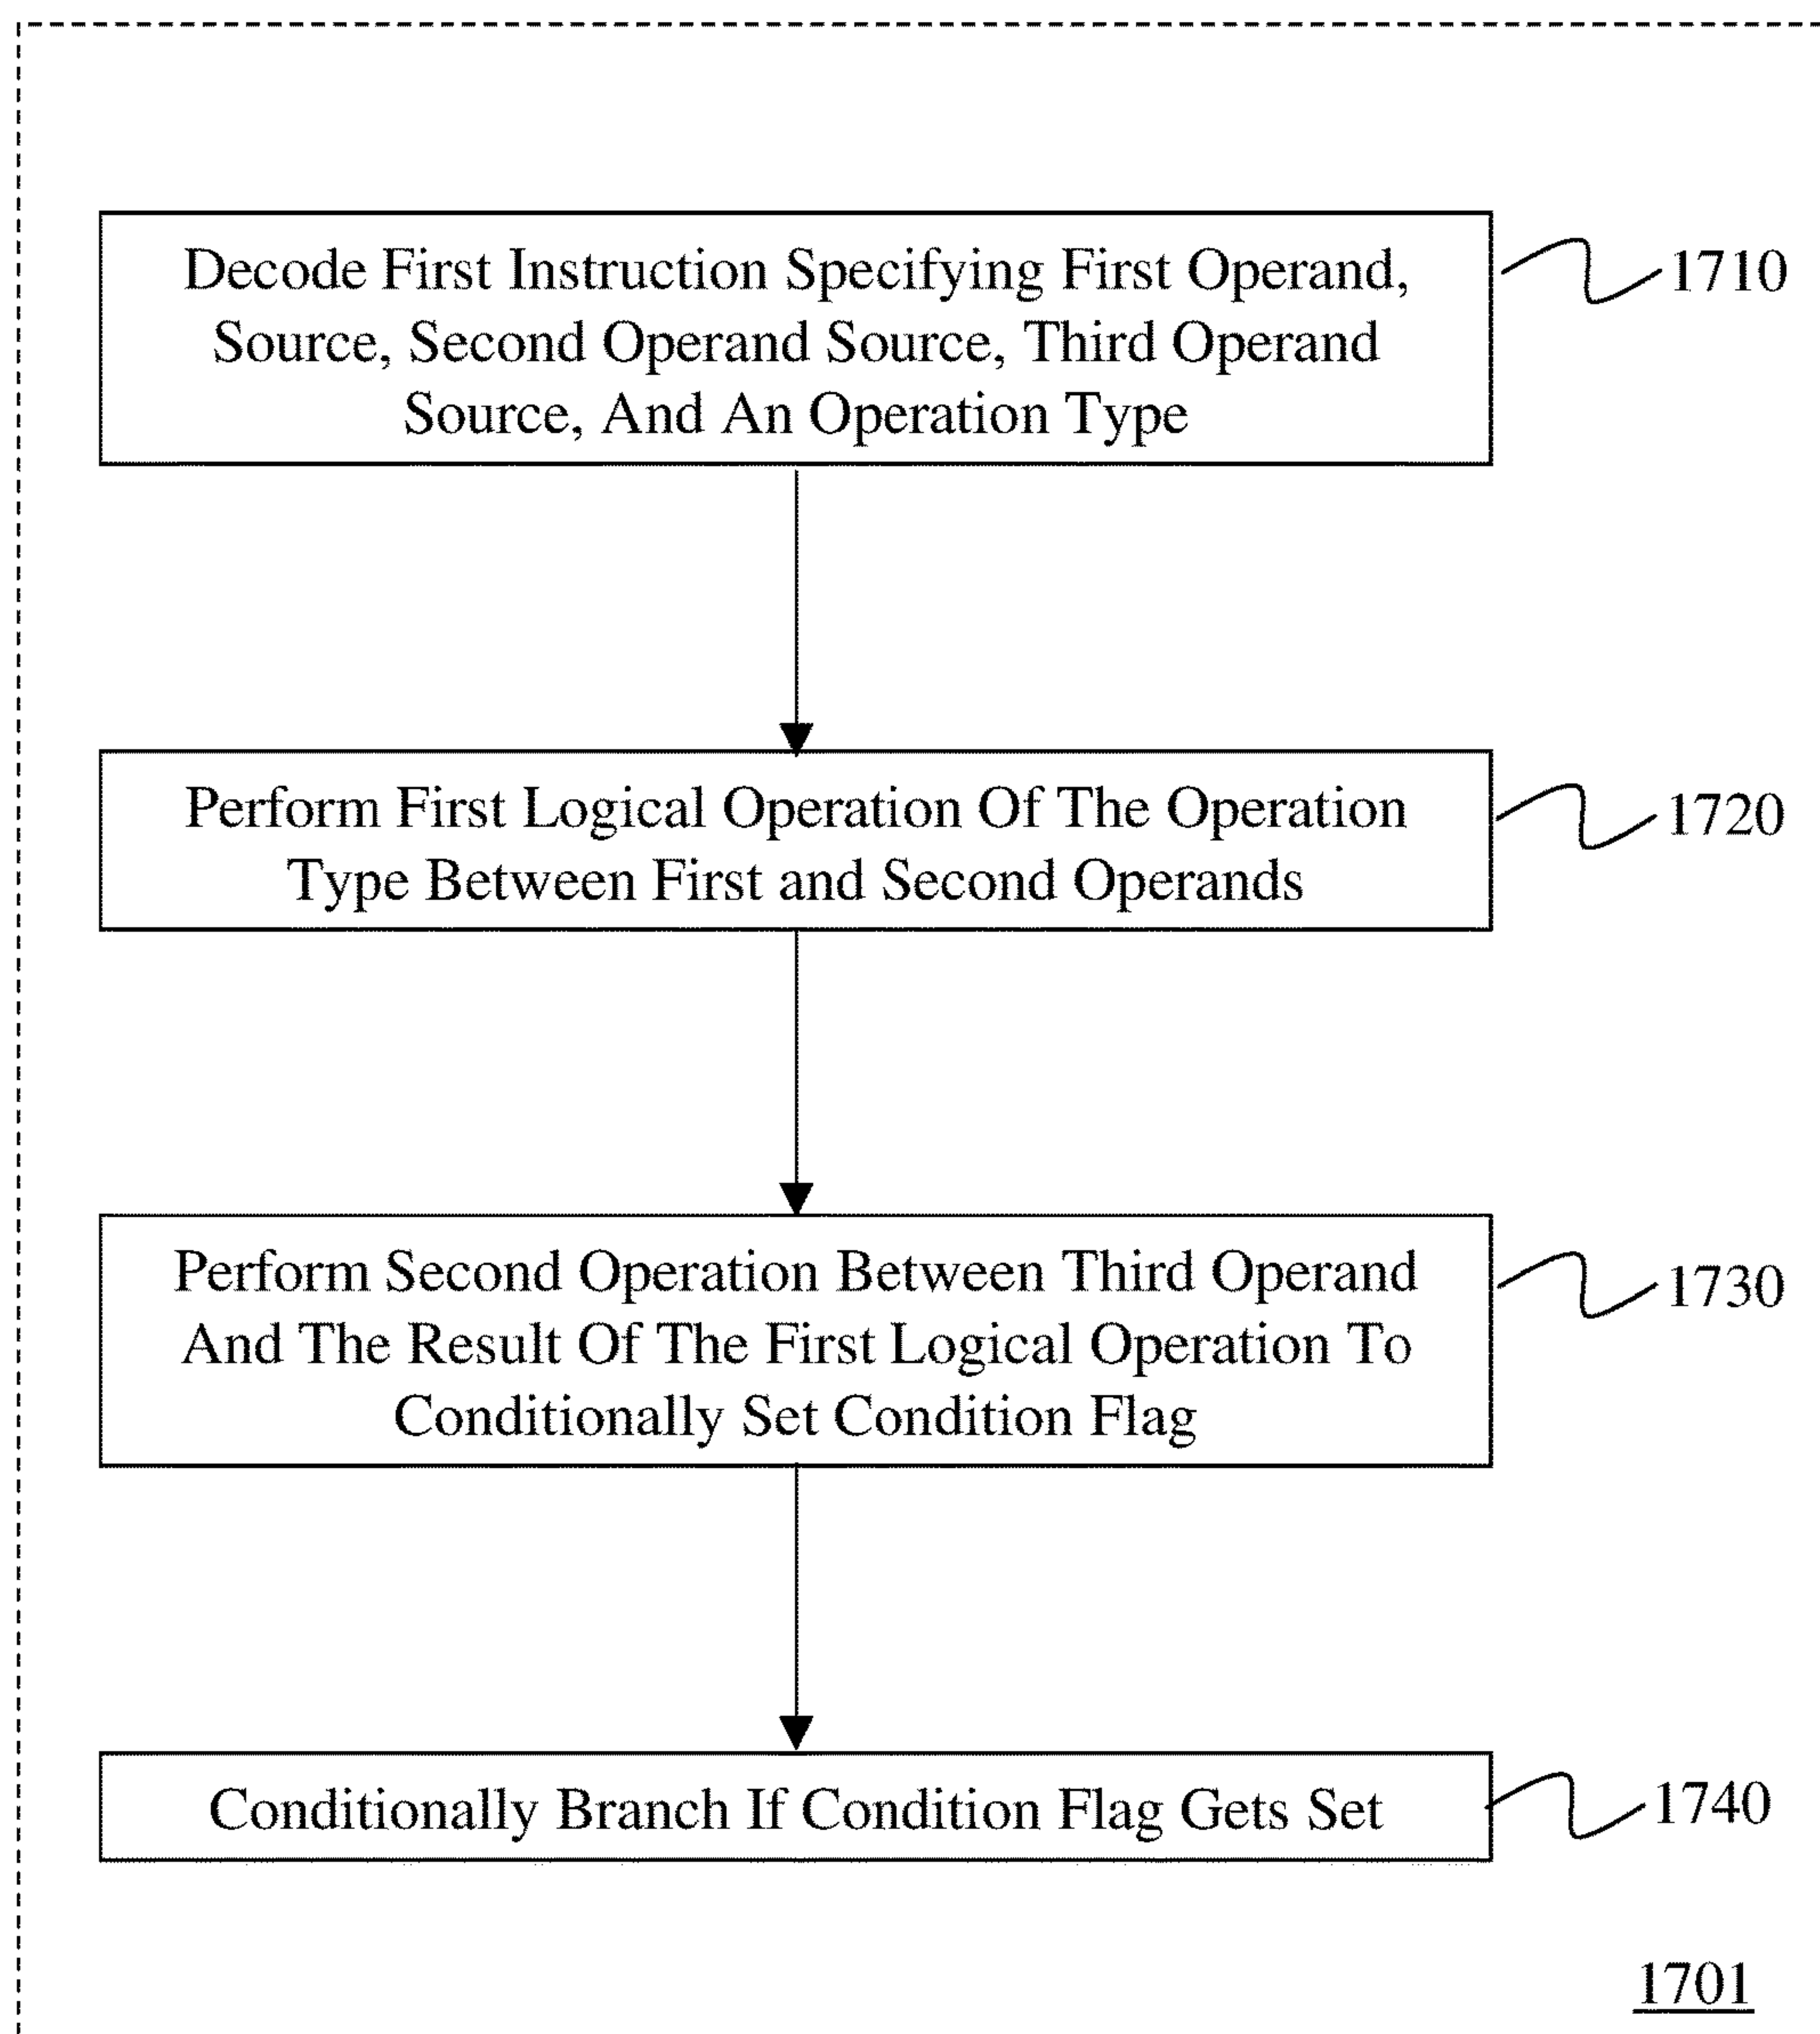 Decode First Instruction Specifying First Operand,
Source, Second Operand Source, Third Operand
Source, And An Operation Type
1710
Perform First Logical Operation Of The Operation
Type Between First and Second Operands
1720
Perform Second Operation Between Third Operand
And The Result Of The First Logical Operation To
Conditionally Set Condition Flag
1730
Conditionally Branch If Condition Flag Gets Set
1740
1701